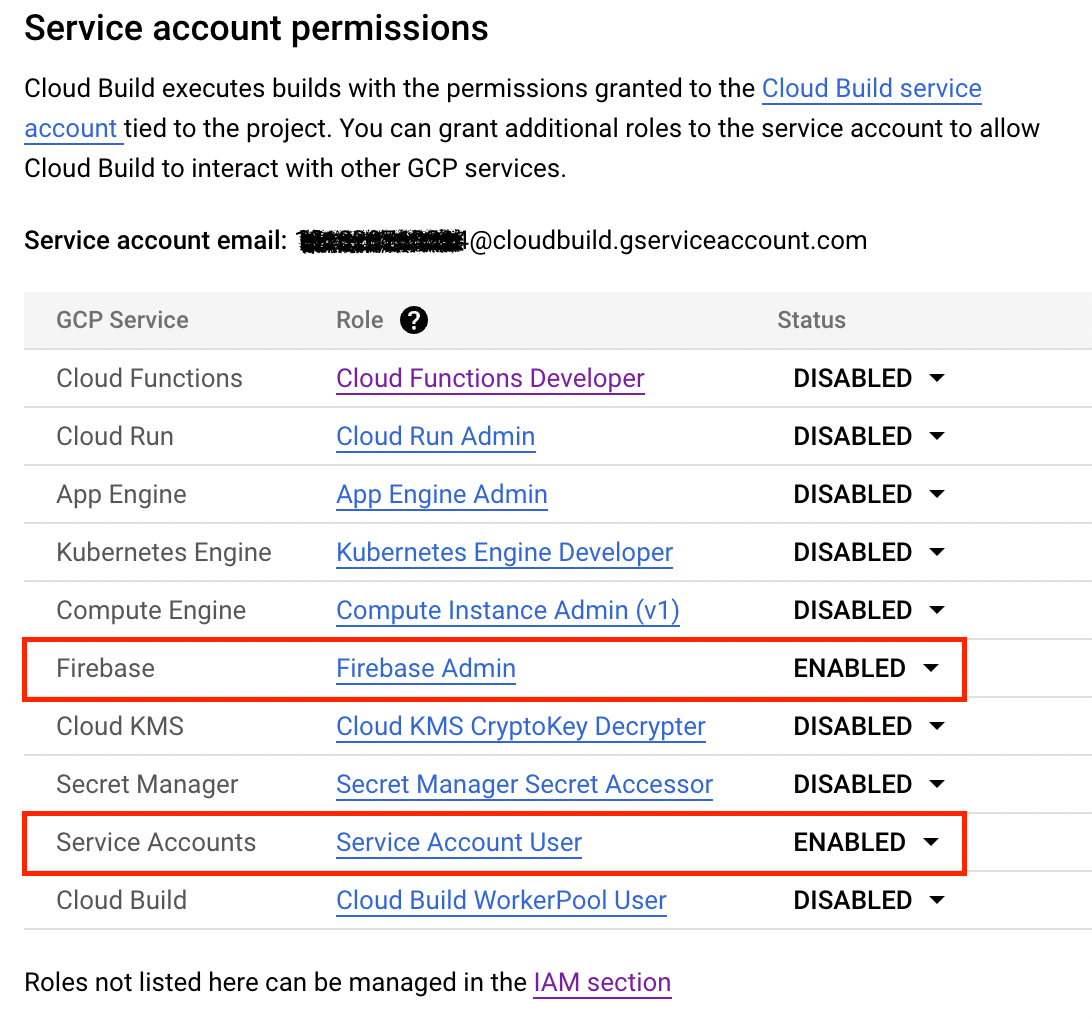 Service account permissions
Cloud Build executes builds with the permissions granted to the Cloud Build service
account tied to the project. You can grant additional roles to the service account to allow
Cloud Build to interact with other GCP services.
Service account email: @cloudbuild.gserviceaccount.com
GCP Service Role ? Status
Cloud Functions Cloud Functions Developer DISABLED
Cloud Run Cloud Run Admin DISABLED
App Engine App Engine Admin DISABLED
Kubernetes Engine Kubernetes Engine Developer DISABLED
Compute Engine Compute Instance Admin (v1) DISABLED
Firebase Firebase Admin ENABLED
Cloud KMS Cloud KMS CryptoKey Decrypter DISABLED
Secret Manager Secret Manager Secret Accessor DISABLED
Service Accounts Service Account User ENABLED
Cloud Build Cloud Build WorkerPool User DISABLED
Roles not listed here can be managed in the IAM section